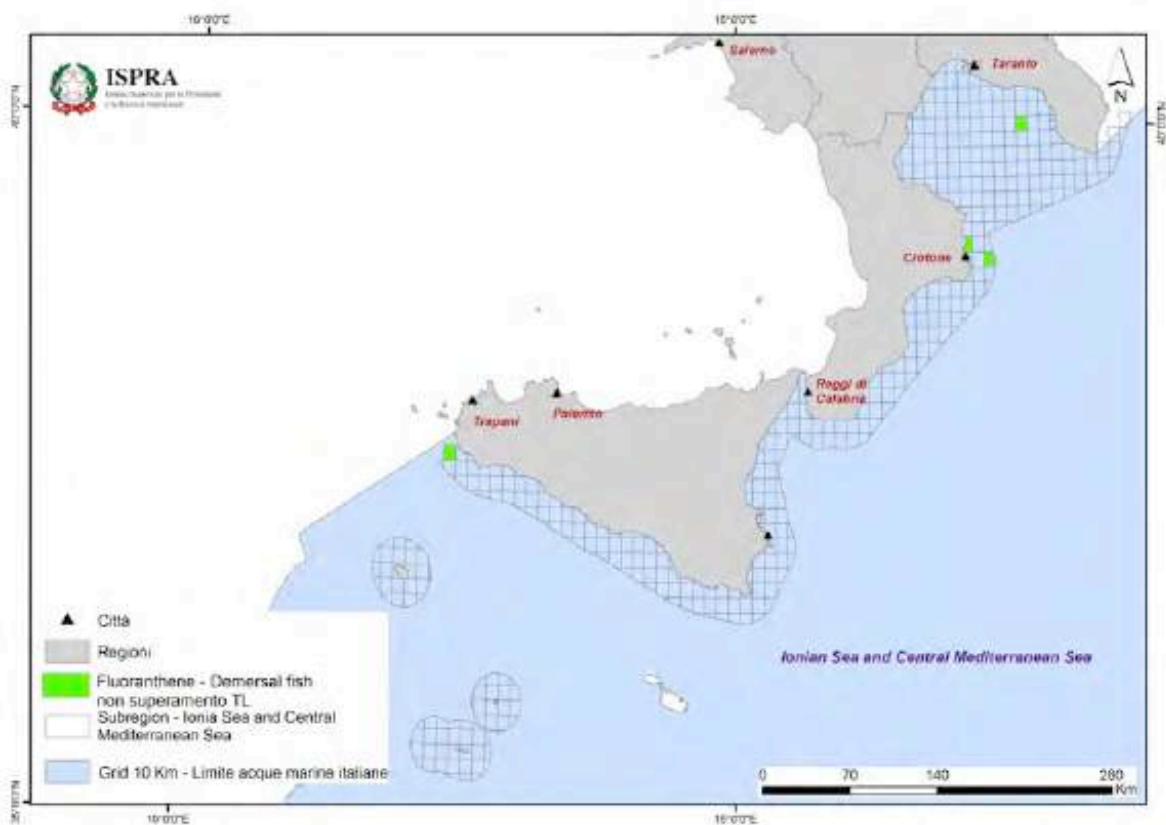 ISPRA
Salerno
Taranto
N
Crotone
Reggi di
Calabria
Trapani
Palermo
Città
Regioni
Fluoranthene - Demersal fish
non superamento TL
Subregion - Ionia Sea and Central
Mediterranean Sea
Grid 10 Km - Limite acque marine italiane
Ionian Sea and Central Mediterranean Sea
0 70 140 280
Km